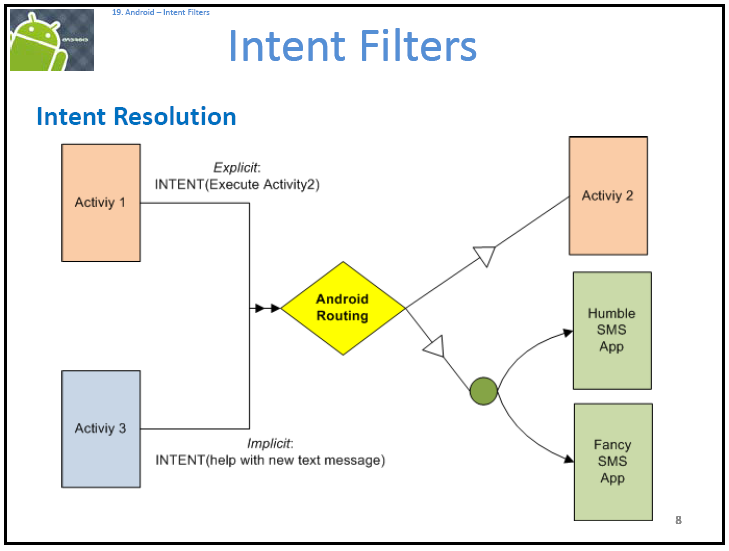 19. Android – Intent Filters
Intent Filters
Intent Resolution
Activiy 1
Explicit:
INTENT(Execute Activity2)
Activiy 2
Android
Routing
Humble
SMS
App
Activiy 3
Implicit:
INTENT(help with new text message)
Fancy
SMS
App
8